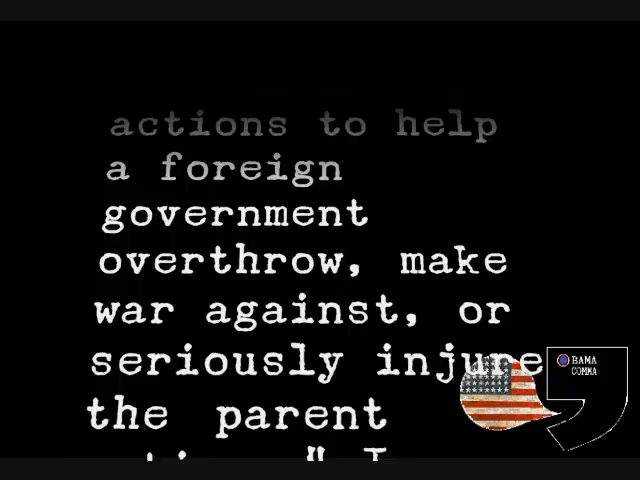 actions to help
a foreign
government
overthrow, make
war against, or
seriously injure
the parent
BAMA
COMMA